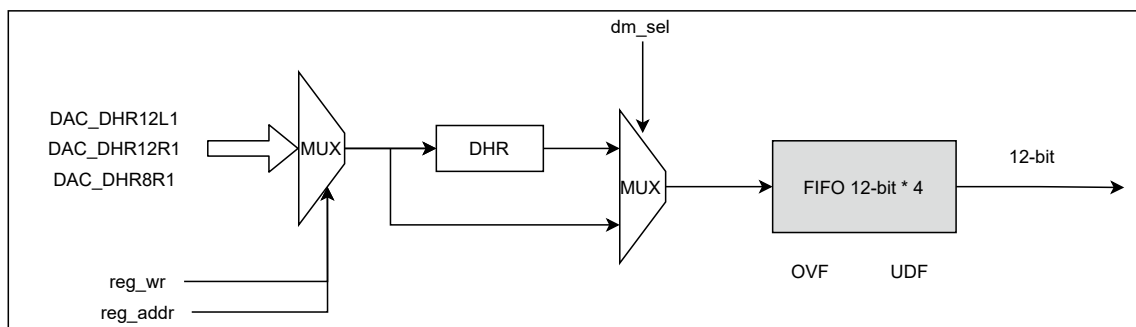 dm_sel
DAC_DHR12L1
DAC_DHR12R1
DAC_DHR8R1
MUX
DHR
MUX
FIFO 12-bit * 4
12-bit
OVF
UDF
reg_wr
reg_addr